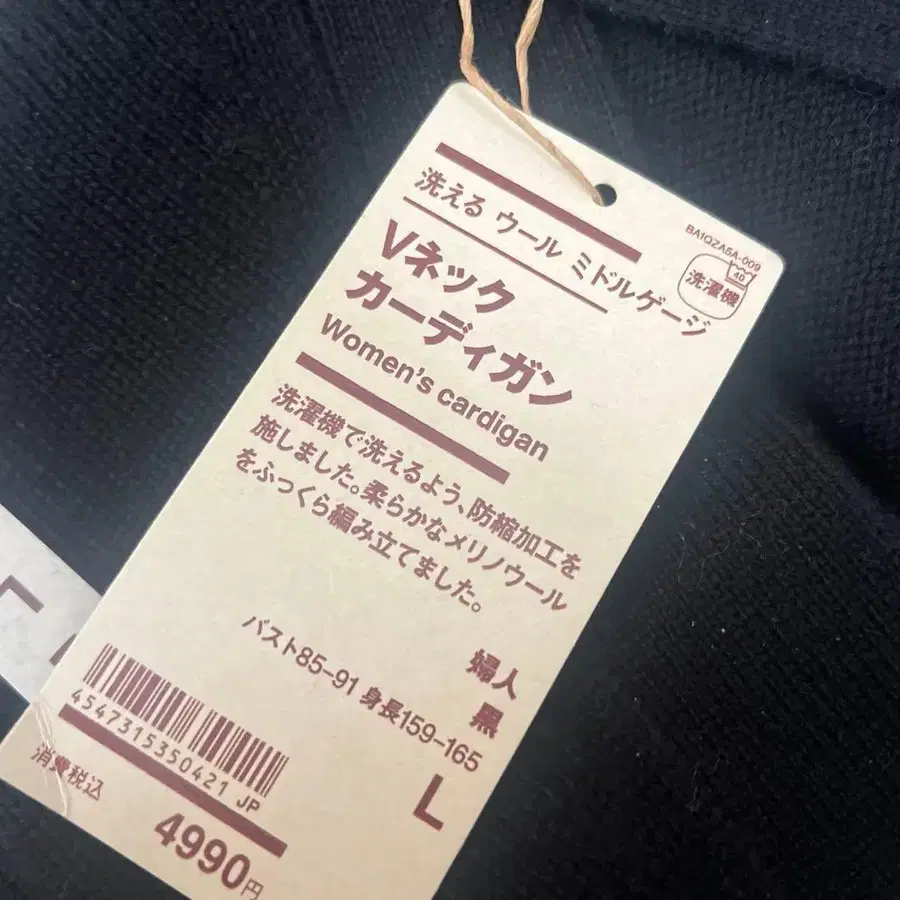 BA1QZA5A-009
洗える ウール ミドルゲージ
40
洗濯機
Vネック
カーディガン
Women's cardigan
洗濯機で洗えるよう、防縮加工を
施しました。柔らかなメリノウール
をふっくら編み立てました。
婦人
黒
バスト85-91 身長159-165
L
4547315350421 JP
消費税込
4990円